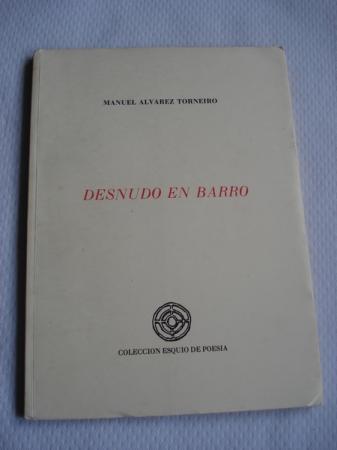 MANUEL ALVAREZ TORNEIRO
DESNUDO EN BARRO
COLECCION ESQUIO DE POESIA